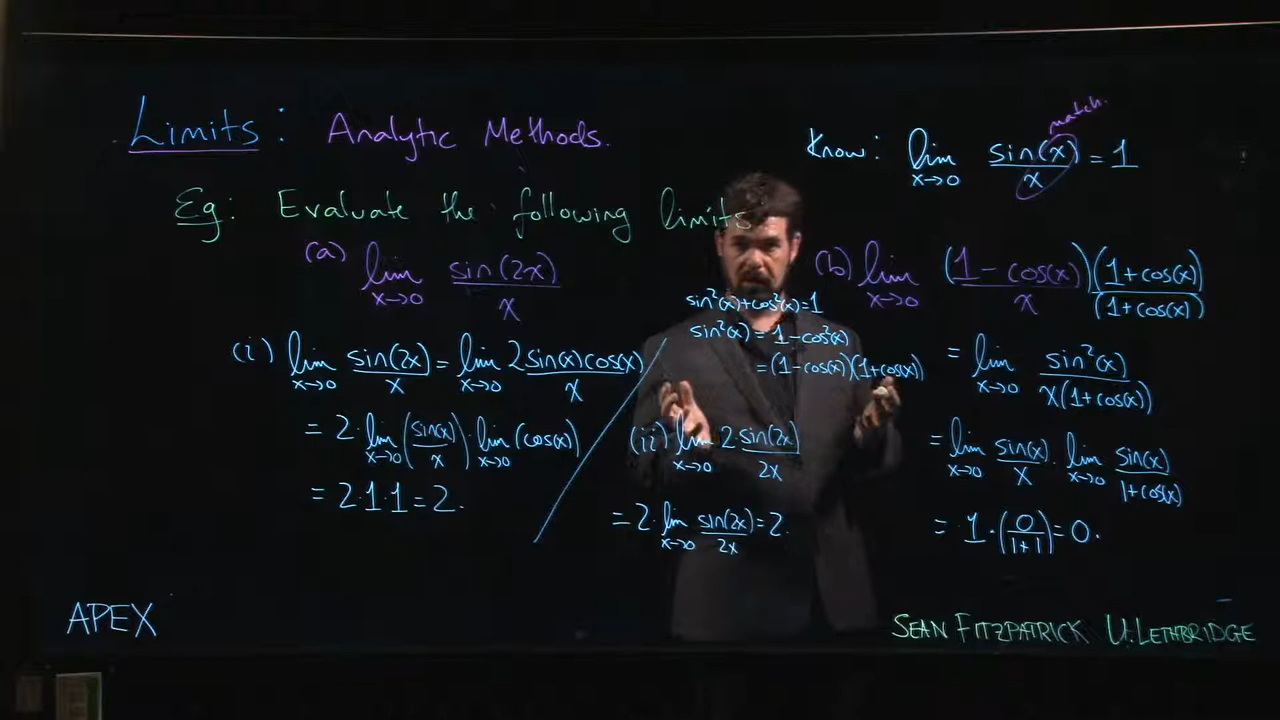 Limits: Analytic Methods.
Know: lim x→0 sin(x)/x = 1
match.
Eg: Evaluate the following limits
(a) lim x→0 sin(2x)/x
(i) lim x→0 sin(2x)/x = lim x→0 2sin(x)cos(x)/x
= 2·lim x→0 (sin(x)/x)·lim x→0 (cos(x))
= 2·1·1 = 2.
sin²(x)+cos²(x)=1
sin²(x) = 1-cos²(x)
=(1-cos(x))(1+cos(x))
(ii) lim x→0 2·sin(2x)/2x
= 2·lim x→0 sin(2x)/2x = 2.
(b) lim x→0 (1-cos(x))/x (1+cos(x))/(1+cos(x))
= lim x→0 sin²(x)/x(1+cos(x))
= lim x→0 sin(x)/x · lim x→0 sin(x)/1+cos(x)
= 1·(0/1+1) = 0.
APEX
SEAN FITZPATRICK U. LETHBRIDGE